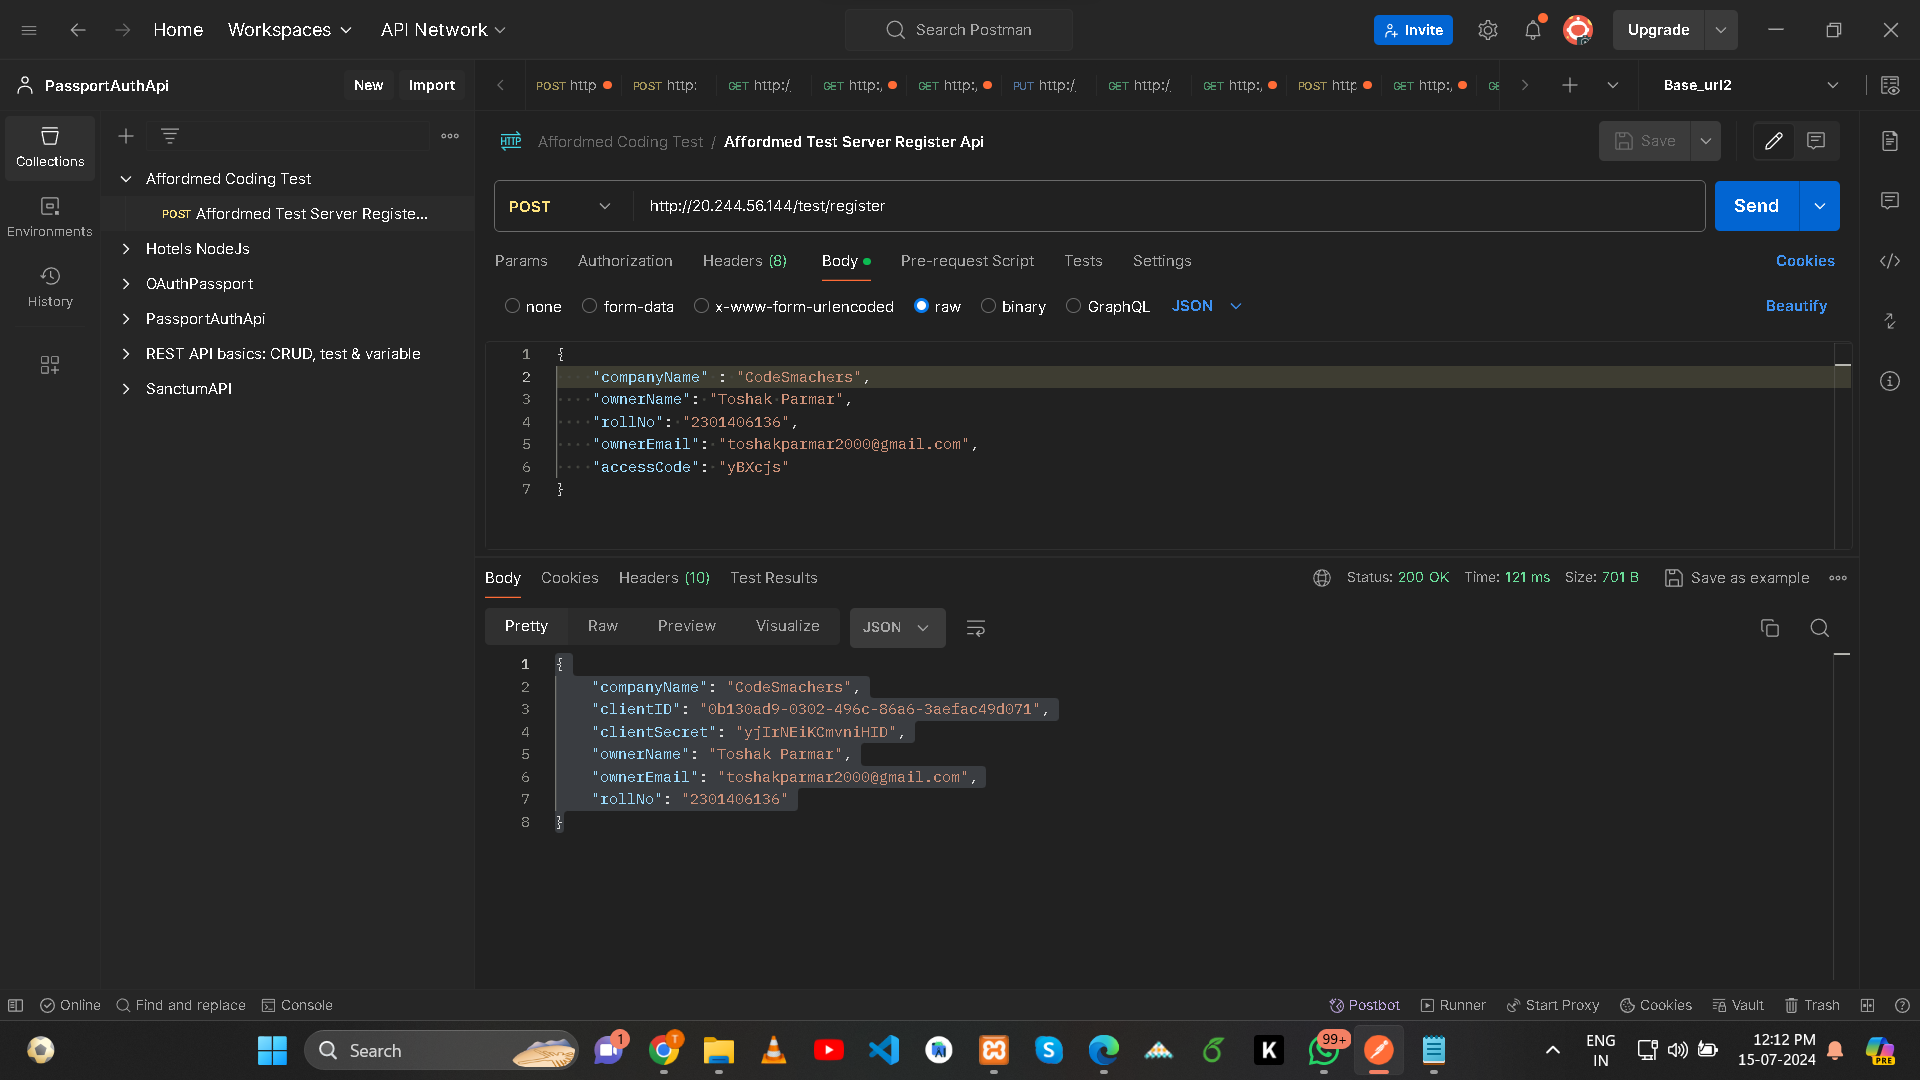 Home Workspaces API Network Search Postman Invite Upgrade
PassportAuthApi New Import POST http POST http: GET http:/ GET http:, GET http:, PUT http:/ GET http:/ GET http:, POST http GET http:, GE Base_url2
Collections
Environments
History
Affordmed Coding Test
POST Affordmed Test Server Registe...
Hotels NodeJs
OAuthPassport
PassportAuthApi
REST API basics: CRUD, test & variable
SanctumAPI
HTTP Affordmed Coding Test / Affordmed Test Server Register Api Save
POST http://20.244.56.144/test/register Send
Params Authorization Headers (8) Body Pre-request Script Tests Settings Cookies
none form-data x-www-form-urlencoded raw binary GraphQL JSON Beautify
1 {
2 "companyName" : "CodeSmachers",
3 "ownerName": "Toshak Parmar",
4 "rollNo": "2301406136",
5 "ownerEmail": "toshakparmar2000@gmail.com",
6 "accessCode": "yBXcjs"
7 }
Body Cookies Headers (10) Test Results Status: 200 OK Time: 121 ms Size: 701 B Save as example
Pretty Raw Preview Visualize JSON
1 {
2 "companyName": "CodeSmachers",
3 "clientID": "0b130ad9-0302-496c-86a6-3aefac49d071",
4 "clientSecret": "yjIrNEiKCmvniHID",
5 "ownerName": "Toshak Parmar",
6 "ownerEmail": "toshakparmar2000@gmail.com",
7 "rollNo": "2301406136"
8 }
Online Find and replace Console Postbot Runner Start Proxy Cookies Vault Trash
Search 1 T K 99+ ENG IN 12:12 PM 15-07-2024 PRE